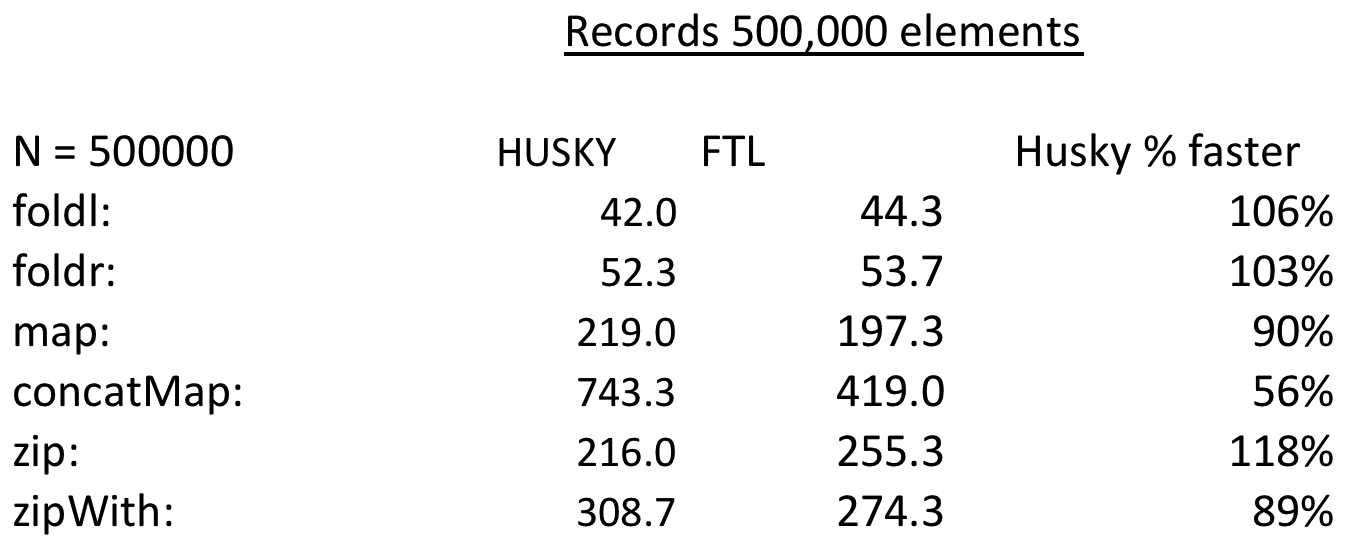 Records 500,000 elements
N = 500000 HUSKY FTL Husky % faster
foldl: 42.0 44.3 106%
foldr: 52.3 53.7 103%
map: 219.0 197.3 90%
concatMap: 743.3 419.0 56%
zip: 216.0 255.3 118%
zipWith: 308.7 274.3 89%